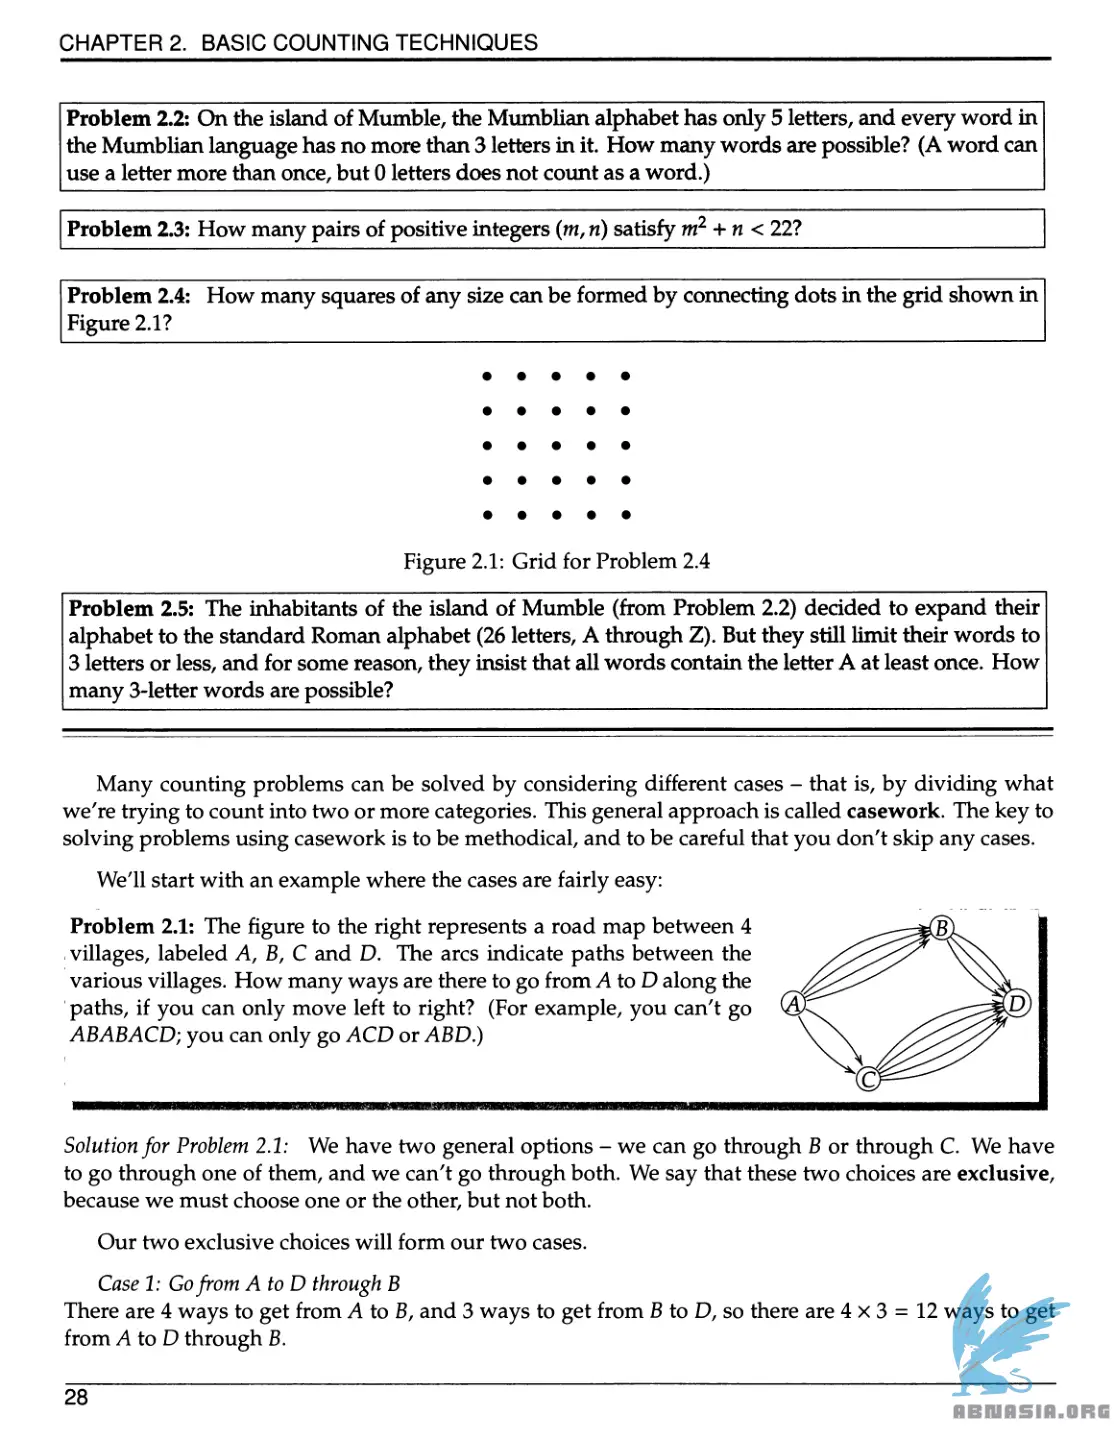 CHAPTER 2. BASIC COUNTING TECHNIQUES
Problem 2.2: On the island of Mumble, the Mumblian alphabet has only 5 letters, and every word in
the Mumblian language has no more than 3 letters in it. How many words are possible? (A word can
use a letter more than once, but 0 letters does not count as a word.)
Problem 2.3: How many pairs of positive integers (m, n) satisfy m² + n < 22?
Problem 2.4: How many squares of any size can be formed by connecting dots in the grid shown in
Figure 2.1?
Figure 2.1: Grid for Problem 2.4
Problem 2.5: The inhabitants of the island of Mumble (from Problem 2.2) decided to expand their
alphabet to the standard Roman alphabet (26 letters, A through Z). But they still limit their words to
3 letters or less, and for some reason, they insist that all words contain the letter A at least once. How
many 3-letter words are possible?
Many counting problems can be solved by considering different cases – that is, by dividing what
we're trying to count into two or more categories. This general approach is called casework. The key to
solving problems using casework is to be methodical, and to be careful that you don't skip any cases.
We'll start with an example where the cases are fairly easy:
Problem 2.1: The figure to the right represents a road map between 4
villages, labeled A, B, C and D. The arcs indicate paths between the
various villages. How many ways are there to go from A to D along the
paths, if you can only move left to right? (For example, you can't go
ABABACD; you can only go ACD or ABD.)
B
A
D
C
Solution for Problem 2.1: We have two general options – we can go through B or through C. We have
to go through one of them, and we can't go through both. We say that these two choices are exclusive,
because we must choose one or the other, but not both.
Our two exclusive choices will form our two cases.
Case 1: Go from A to D through B
There are 4 ways to get from A to B, and 3 ways to get from B to D, so there are 4 × 3 = 12 ways to get
from A to D through B.
28
ABNASIA.ORG